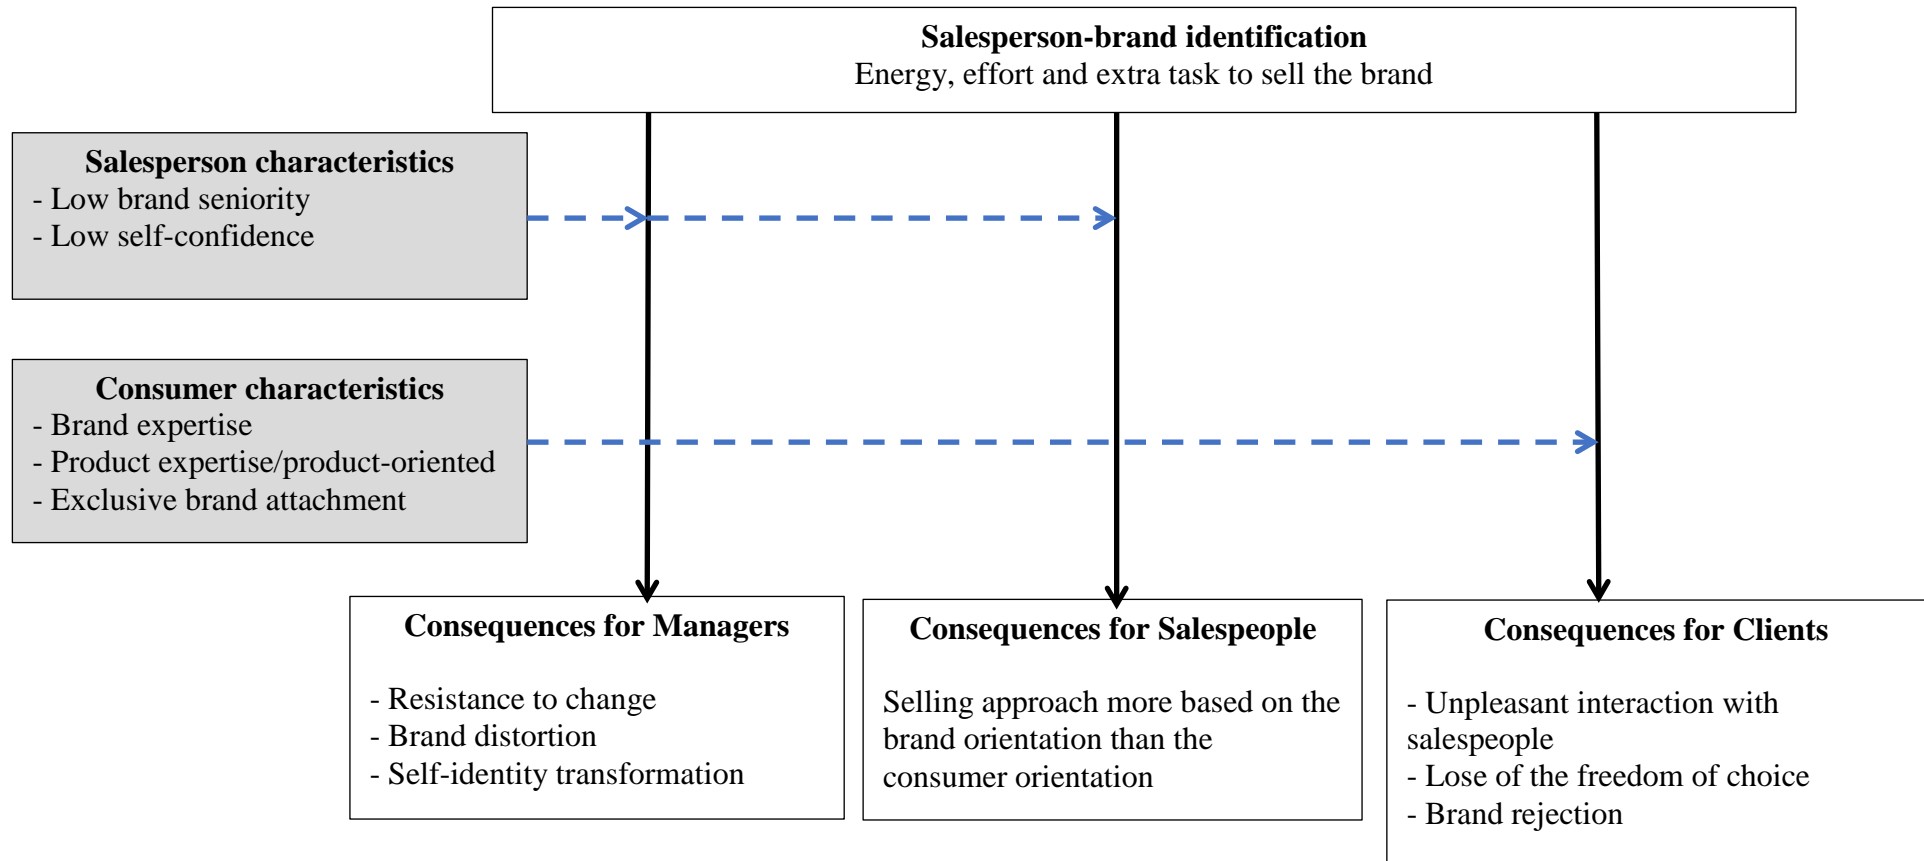 Salesperson-brand identification
Energy, effort and extra task to sell the brand
Salesperson characteristics
- Low brand seniority
- Low self-confidence
Consumer characteristics
- Brand expertise
- Product expertise/product-oriented
- Exclusive brand attachment
Consequences for Managers
- Resistance to change
- Brand distortion
- Self-identity transformation
Consequences for Salespeople
Selling approach more based on the
brand orientation than the
consumer orientation
Consequences for Clients
- Unpleasant interaction with
salespeople
- Lose of the freedom of choice
- Brand rejection